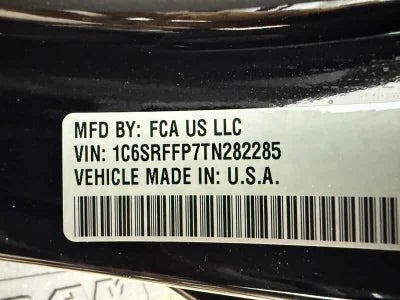 MFD BY: FCA US LLC
VIN: 1C6SRFFP7TN282285
VEHICLE MADE IN: U.S.A.